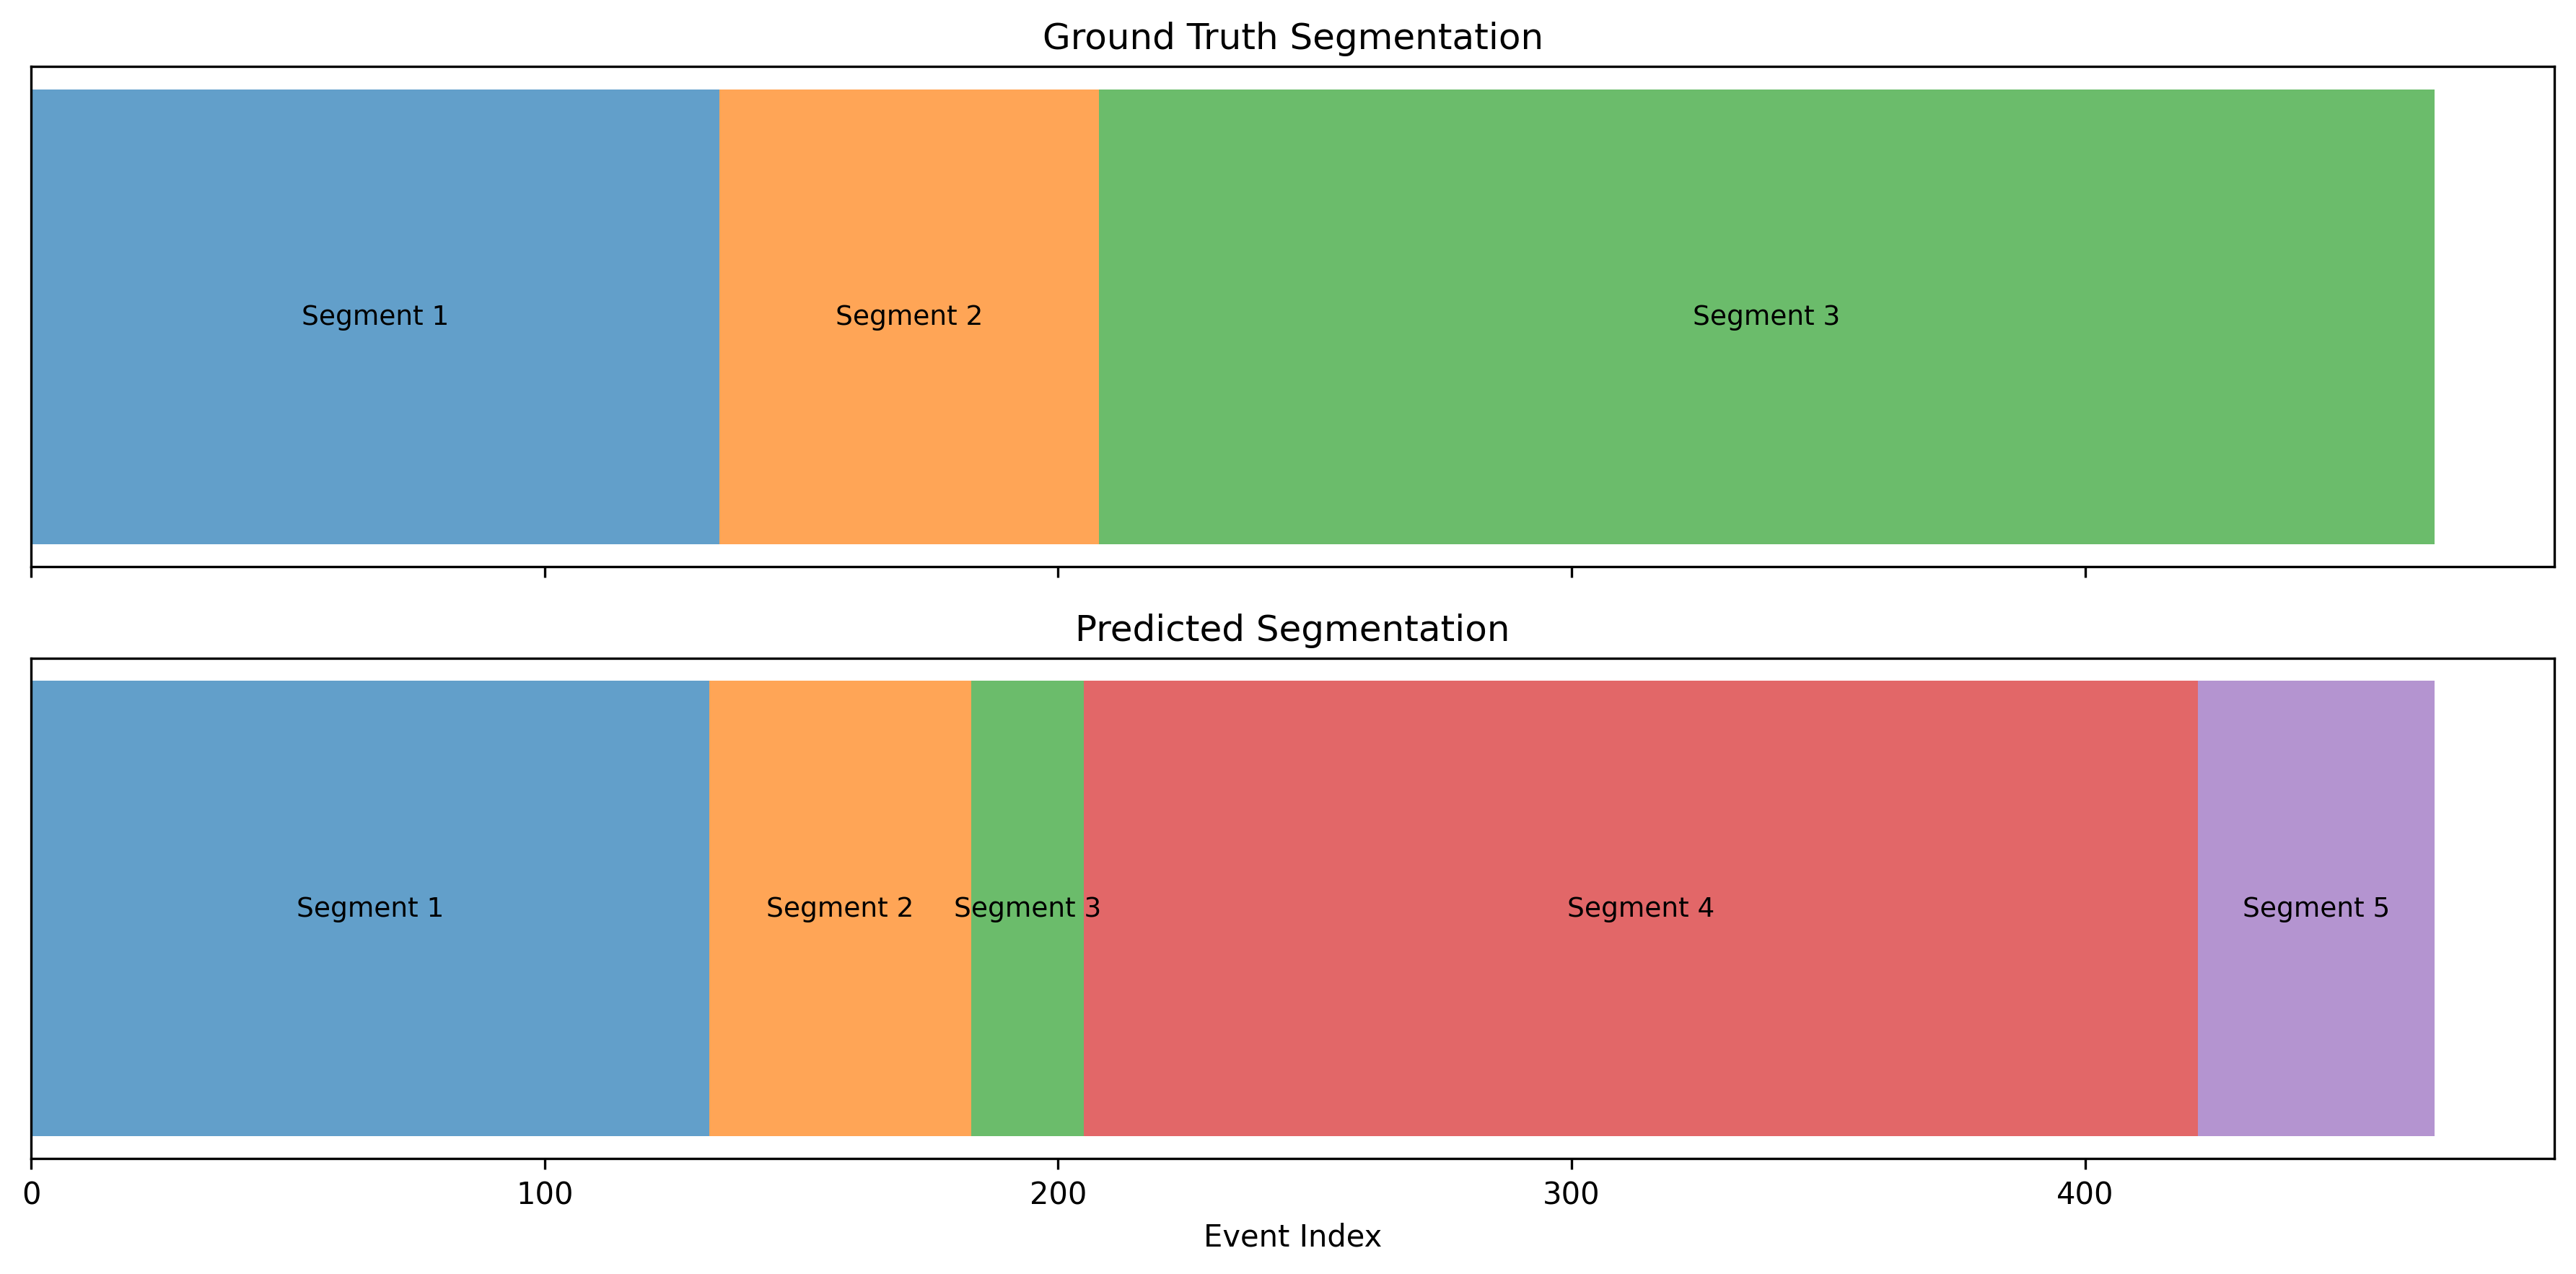 Ground Truth Segmentation
Segment 1 Segment 2 Segment 3
Predicted Segmentation
Segment 1 Segment 2 Segment 3 Segment 4 Segment 5
0 100 200 300 400
Event Index